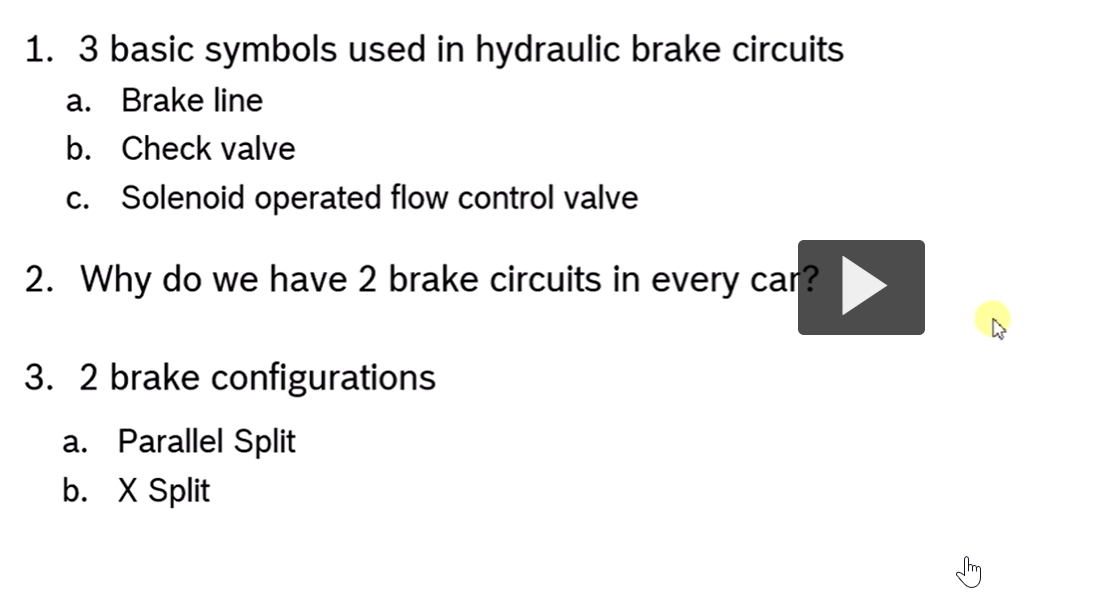 1. 3 basic symbols used in hydraulic brake circuits
a. Brake line
b. Check valve
c. Solenoid operated flow control valve
2. Why do we have 2 brake circuits in every car?
3. 2 brake configurations
a. Parallel Split
b. X Split